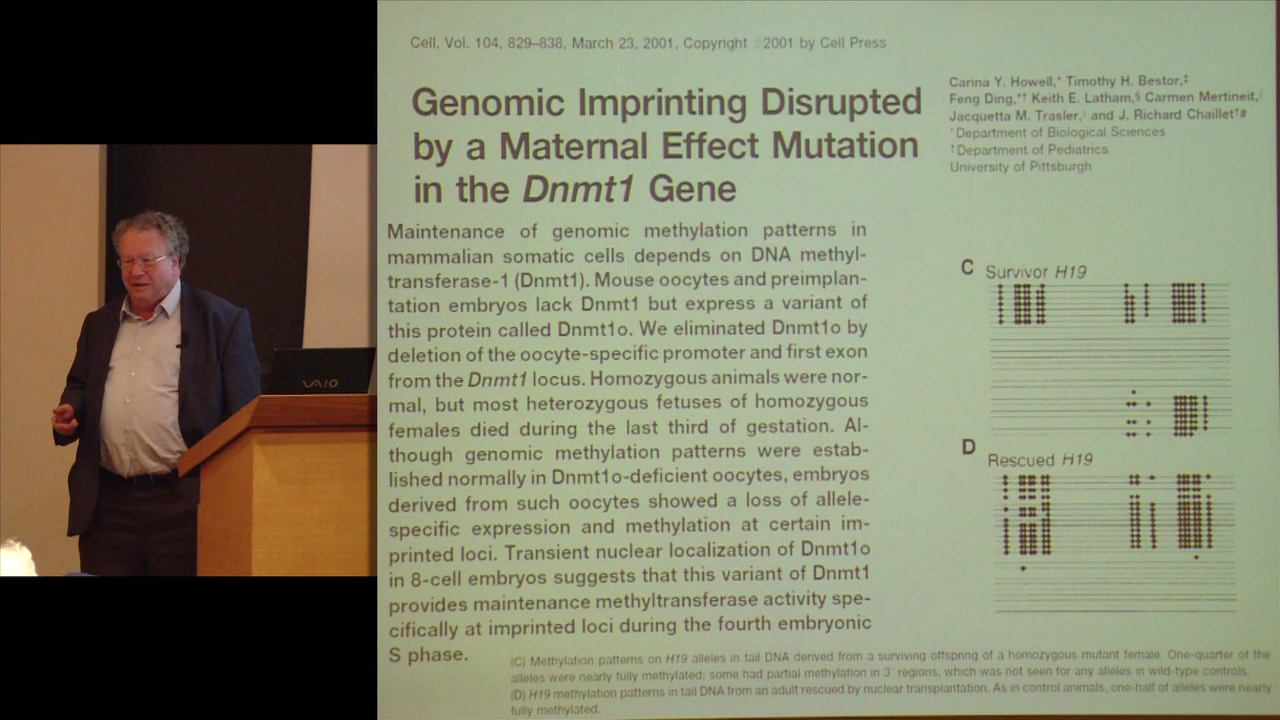 Cell, Vol. 104, 829–838, March 23, 2001, Copyright ©2001 by Cell Press
Genomic Imprinting Disrupted
by a Maternal Effect Mutation
in the Dnmt1 Gene
Carina Y. Howell,* Timothy H. Bestor,‡
Feng Ding,*† Keith E. Latham,§ Carmen Mertineit,
Jacquetta M. Trasler, and J. Richard Chaillet†#
*Department of Biological Sciences
†Department of Pediatrics
University of Pittsburgh
Maintenance of genomic methylation patterns in
mammalian somatic cells depends on DNA methyl-
transferase-1 (Dnmt1). Mouse oocytes and preimplan-
tation embryos lack Dnmt1 but express a variant of
this protein called Dnmt1o. We eliminated Dnmt1o by
deletion of the oocyte-specific promoter and first exon
from the Dnmt1 locus. Homozygous animals were nor-
mal, but most heterozygous fetuses of homozygous
females died during the last third of gestation. Al-
though genomic methylation patterns were estab-
lished normally in Dnmt1o-deficient oocytes, embryos
derived from such oocytes showed a loss of allele-
specific expression and methylation at certain im-
printed loci. Transient nuclear localization of Dnmt1o
in 8-cell embryos suggests that this variant of Dnmt1
provides maintenance methyltransferase activity spe-
cifically at imprinted loci during the fourth embryonic
S phase.
C Survivor H19
D Rescued H19
(C) Methylation patterns on H19 alleles in tail DNA derived from a surviving offspring of a homozygous mutant female. One-quarter of the
alleles were nearly fully methylated; some had partial methylation in 3′ regions, which was not seen for any alleles in wild-type controls.
(D) H19 methylation patterns in tail DNA from an adult rescued by nuclear transplantation. As in control animals, one-half of alleles were nearly
fully methylated.
VAIO